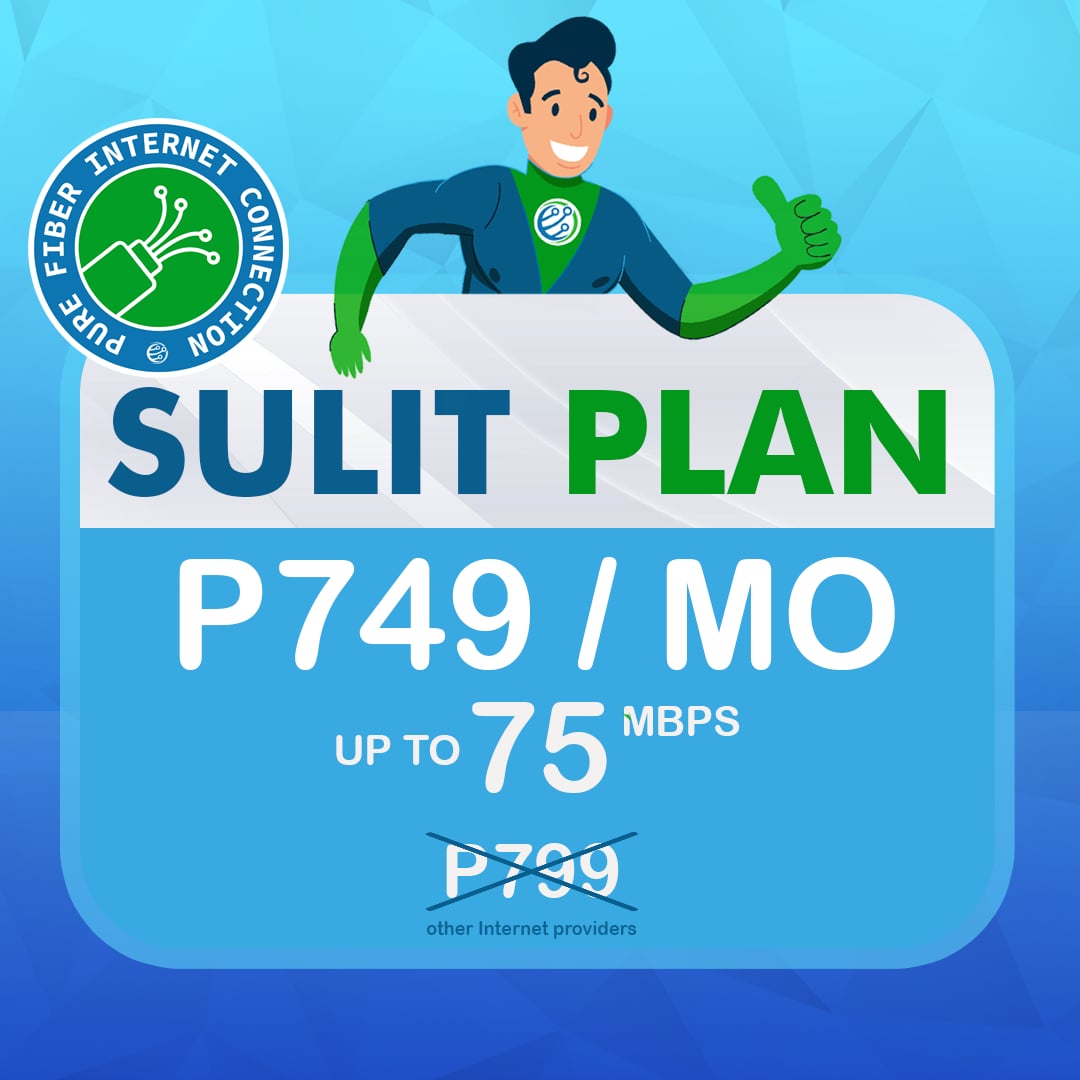 PURE FIBER INTERNET CONNECTION
SULIT PLAN
P749 / MO
UP TO 75 MBPS
P799
other Internet providers